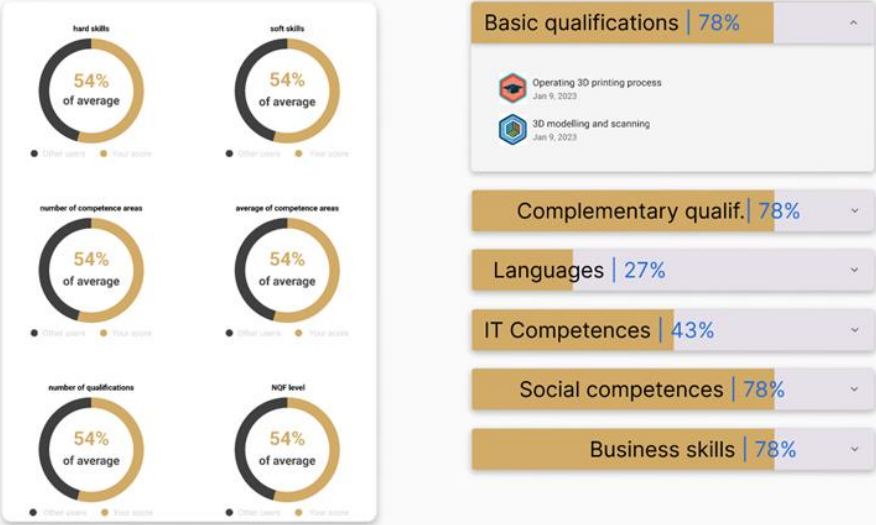 hard skills
54%
of average
Other users Your score
soft skills
54%
of average
Other users Your score
number of competence areas
54%
of average
Other users Your score
average of competence areas
54%
of average
Other users Your score
number of qualifications
54%
of average
Other users Your score
NQF level
54%
of average
Other users Your score
Basic qualifications | 78%
Operating 3D printing process
Jan 9, 2023
3D modelling and scanning
Jan 9, 2023
Complementary qualif.| 78%
Languages | 27%
IT Competences | 43%
Social competences | 78%
Business skills | 78%